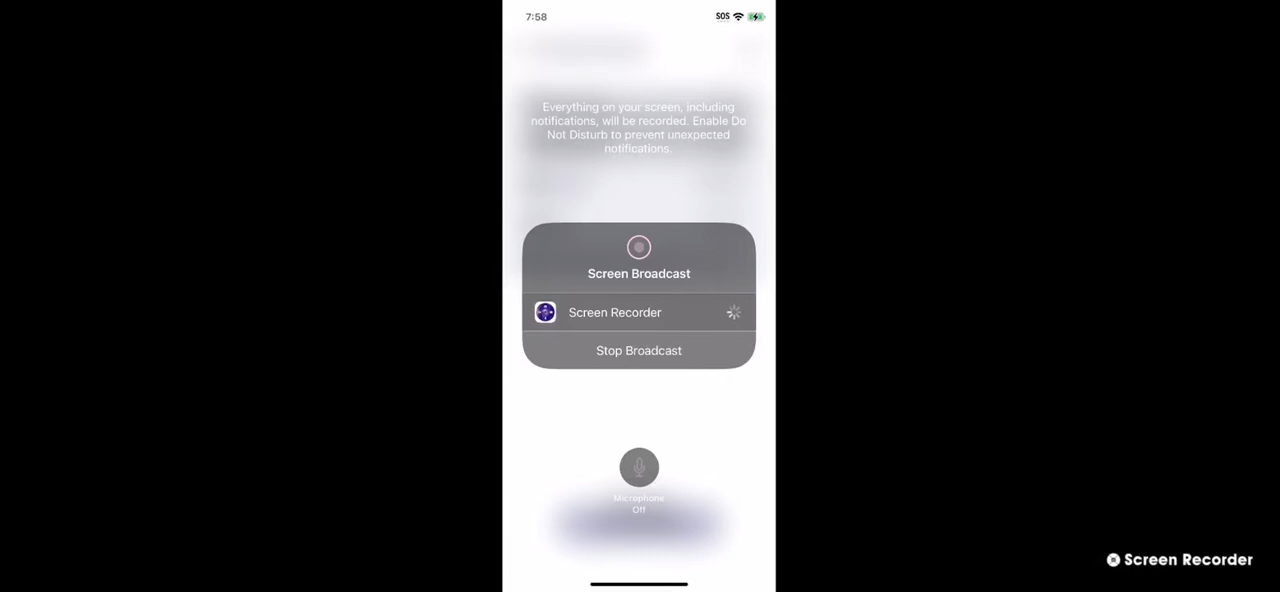 7:58
SOS
Everything on your screen, including
notifications, will be recorded. Enable Do
Not Disturb to prevent unexpected
notifications.
Screen Broadcast
Screen Recorder
Stop Broadcast
Microphone
Off
Screen Recorder